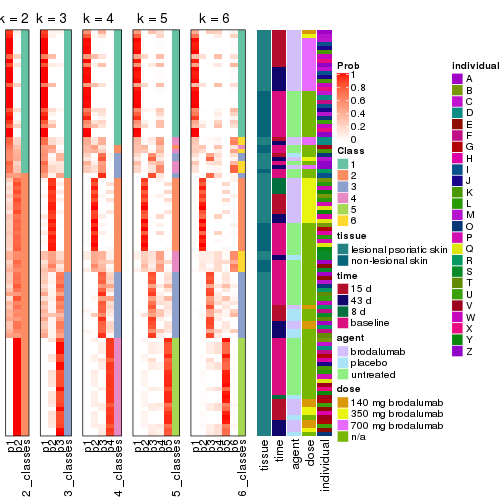 k = 2
k = 3
k = 4
k = 5
k = 6
p1
p2
2_classes
p1
p2
p3
3_classes
p1
p2
p3
p4
4_classes
p1
p2
p3
p4
p5
5_classes
p1
p2
p3
p4
p5
p6
6_classes
tissue
time
agent
dose
individual
Prob
1
0.8
0.6
0.4
0.2
0
Class
1
2
3
4
5
6
tissue
lesional psoriatic skin
non-lesional skin
time
15 d
43 d
8 d
baseline
agent
brodalumab
placebo
untreated
dose
140 mg brodalumab
350 mg brodalumab
700 mg brodalumab
n/a
individual
A
B
C
D
E
F
G
H
I
J
K
L
M
O
P
Q
R
S
T
U
V
W
X
Y
Z